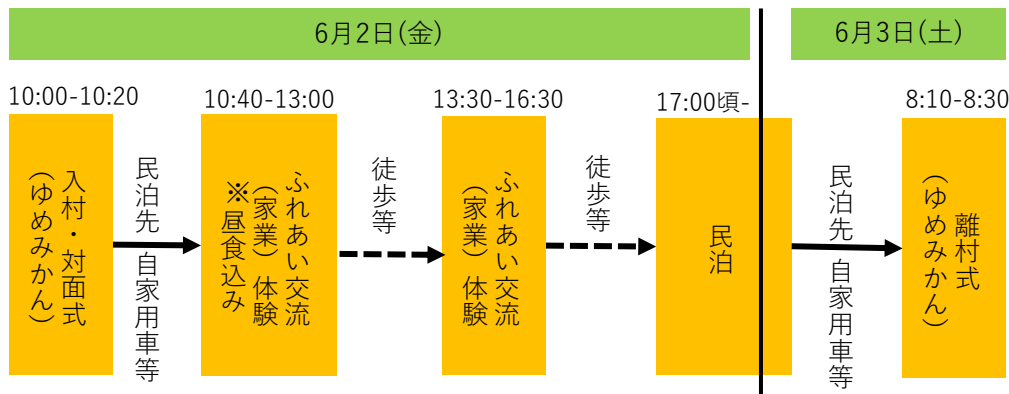 6月2日(金)
6月3日(土)
10:00-10:20
入村・対面式
（ゆめみかん）
民泊先
自家用車等
10:40-13:00
ふれあい交流
（家業）体験
※昼食込み
徒歩等
13:30-16:30
ふれあい交流
（家業）体験
徒歩等
17:00頃-
民泊
民泊先
自家用車等
8:10-8:30
離村式
（ゆめみかん）